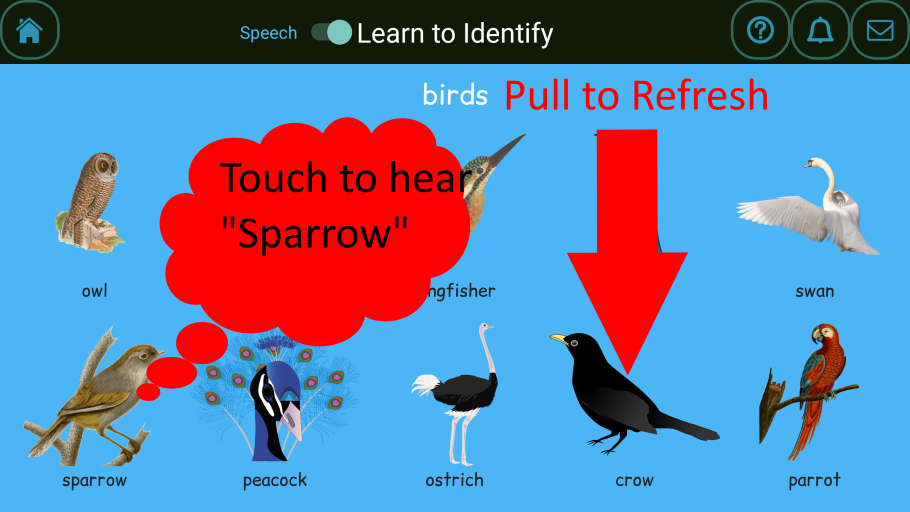 Speech Learn to Identify
birds Pull to Refresh
Touch to hear
"Sparrow"
owl ngfisher swan
sparrow peacock ostrich crow parrot